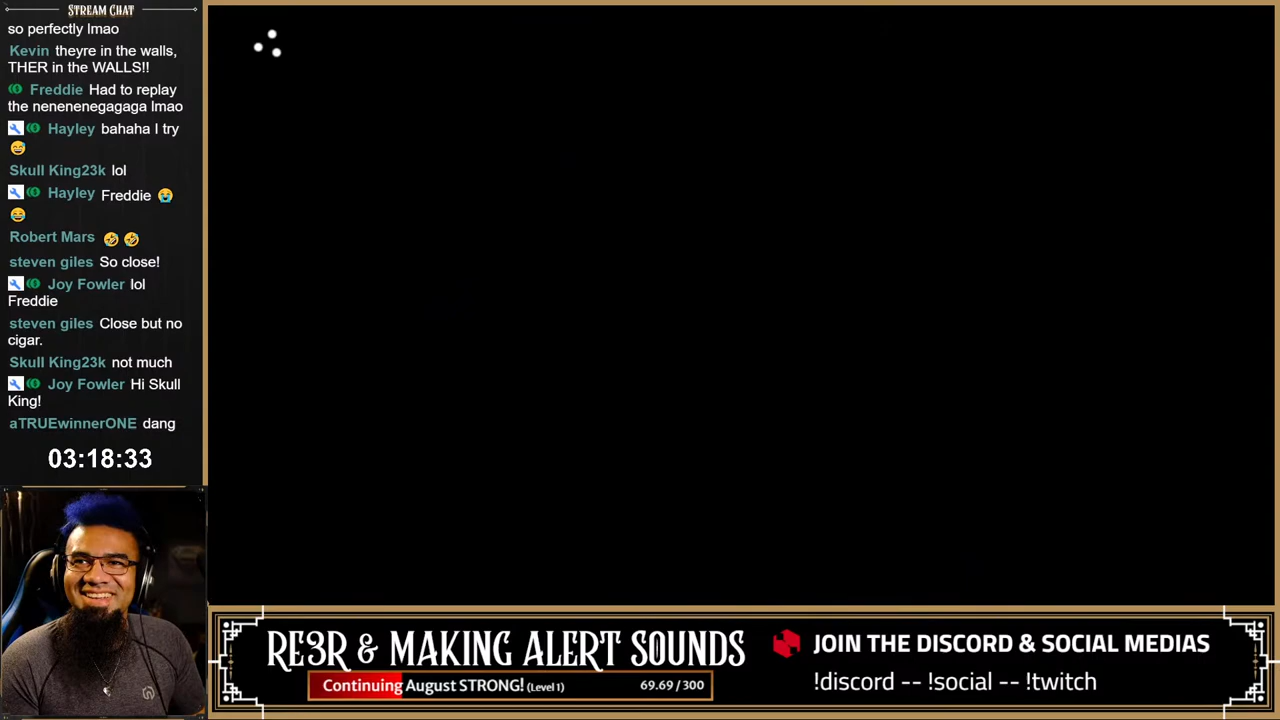 STREAM CHAT
so perfectly lmao
Kevin theyre in the walls,
THER in the WALLS!!
Freddie Had to replay
the nenenenegagaga lmao
Hayley bahaha I try
Skull King23k lol
Hayley Freddie
Robert Mars
steven giles So close!
Joy Fowler lol
Freddie
steven giles Close but no
cigar.
Skull King23k not much
Joy Fowler Hi Skull
King!
aTRUEwinnerONE dang
03:18:33
RE3R & MAKING ALERT SOUNDS
Continuing August STRONG! (Level 1) 69.69 / 300
JOIN THE DISCORD & SOCIAL MEDIAS
!discord -- !social -- !twitch